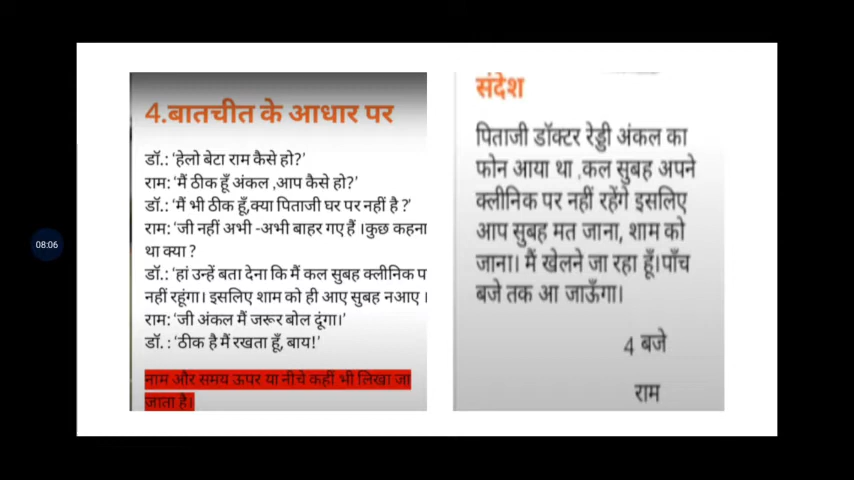 4.बातचीत के आधार पर
डॉ.: ‘हेलो बेटा राम कैसे हो?’
राम: ‘मैं ठीक हूँ अंकल ,आप कैसे हो?’
डॉ.: ‘मैं भी ठीक हूँ,क्या पिताजी घर पर नहीं है ?’
राम: ‘जी नहीं अभी -अभी बाहर गए हैं ।कुछ कहना
था क्या ?
डॉ.: ‘हां उन्हें बता देना कि मैं कल सुबह क्लीनिक प
नहीं रहूंगा। इसलिए शाम को ही आए सुबह नआए ।
राम: ‘जी अंकल मैं जरूर बोल दूंगा।’
डॉ. : ‘ठीक है मैं रखता हूँ, बाय!’
नाम और समय ऊपर या नीचे कहीं भी लिखा जा
जाता है।
संदेश
पिताजी डॉक्टर रेड्डी अंकल का
फोन आया था ,कल सुबह अपने
क्लीनिक पर नहीं रहेंगे इसलिए
आप सुबह मत जाना, शाम को
जाना। मैं खेलने जा रहा हूँ।पाँच
बजे तक आ जाऊँगा।
4 बजे
राम
08:06